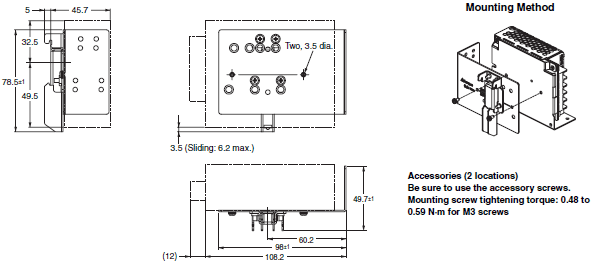 Mounting Method
5
45.7
32.5
78.5±1
49.5
Two, 3.5 dia.
3.5 (Sliding: 6.2 max.)
49.7±1
60.2
98±1
(12)
108.2
Accessories (2 locations)
Be sure to use the accessory screws.
Mounting screw tightening torque: 0.48 to
0.59 N·m for M3 screws